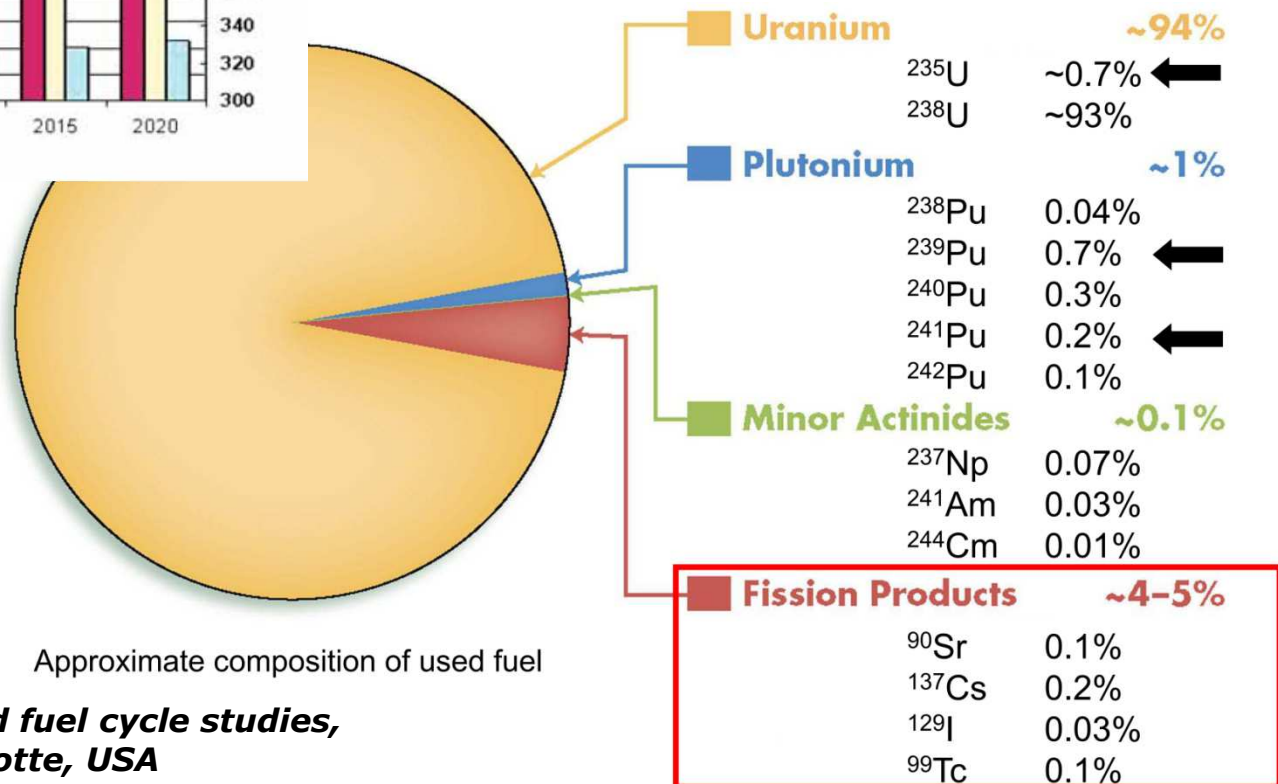 340
320
300
2015 2020
Uranium ~94%
²³⁵U ~0.7%
²³⁸U ~93%
Plutonium ~1%
²³⁸Pu 0.04%
²³⁹Pu 0.7%
²⁴⁰Pu 0.3%
²⁴¹Pu 0.2%
²⁴²Pu 0.1%
Minor Actinides ~0.1%
²³⁷Np 0.07%
²⁴¹Am 0.03%
²⁴⁴Cm 0.01%
Fission Products ~4–5%
⁹⁰Sr 0.1%
¹³⁷Cs 0.2%
¹²⁹I 0.03%
⁹⁹Tc 0.1%
Approximate composition of used fuel
fuel cycle studies,
USA